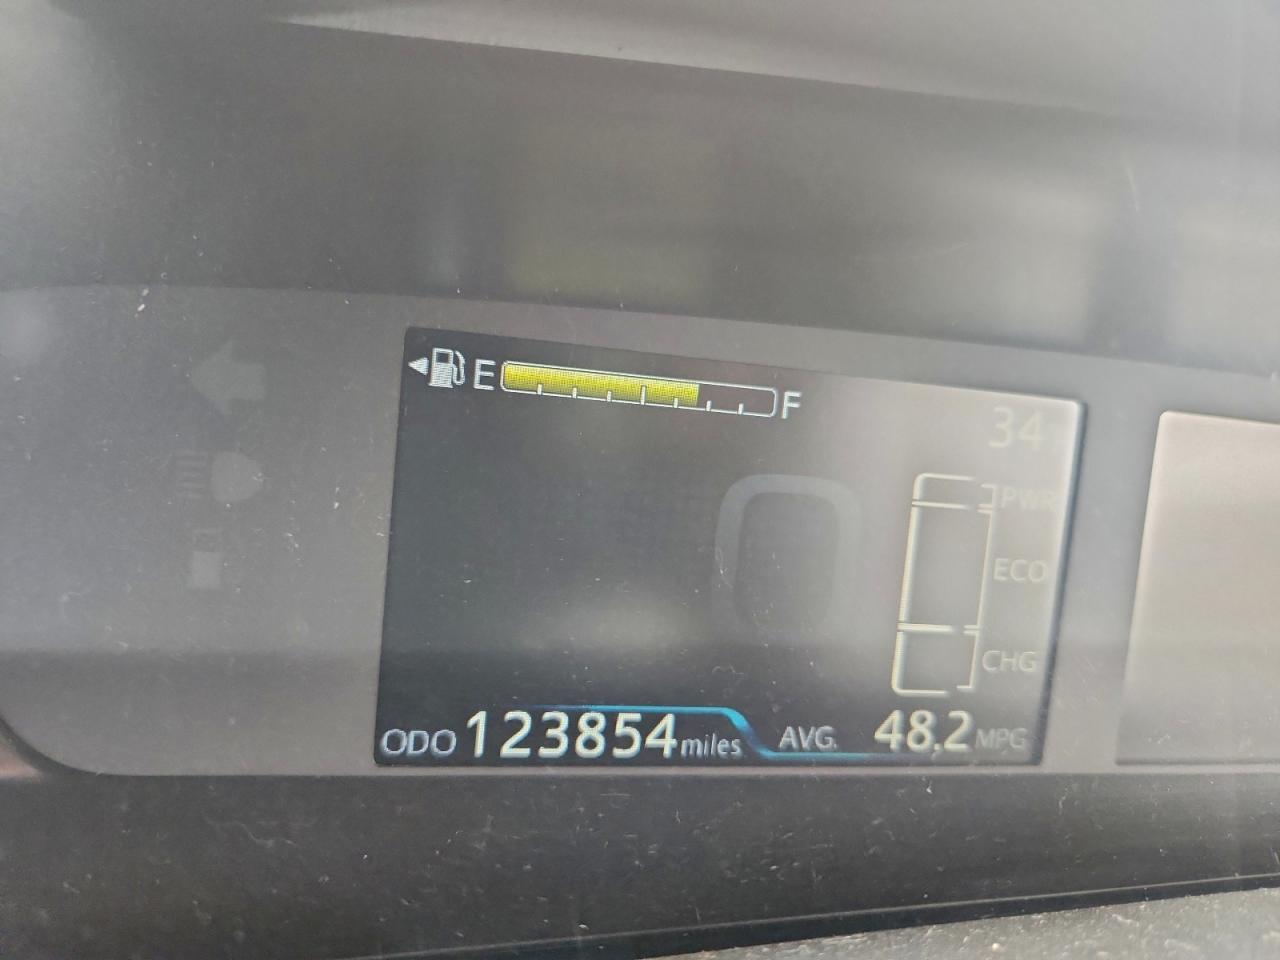 E F
34
PWR
ECO
CHG
ODO 123854 miles AVG. 48.2 MPG